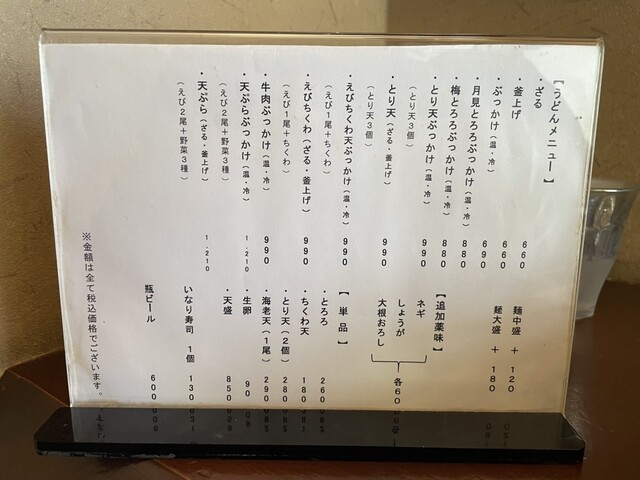 【うどんメニュー】
・ざる 660
・釜上げ 660
・ぶっかけ（温・冷） 690
・月見とろろぶっかけ（温・冷） 880
・梅とろろぶっかけ（温・冷） 880
・とり天ぶっかけ（温・冷） 990
（とり天３個）
・とり天（ざる・釜上げ） 990
（とり天３個）
・えびちくわ天ぶっかけ（温・冷） 990
（えび１尾＋ちくわ）
・えびちくわ（ざる・釜上げ） 990
（えび１尾＋ちくわ）
・牛肉ぶっかけ（温・冷） 990
・天ぷらぶっかけ（温・冷） 1,210
（えび２尾＋野菜３種）
・天ぷら（ざる・釜上げ） 1,210
（えび２尾＋野菜３種）
麺中盛 ＋ 120
麺大盛 ＋ 180
【追加薬味】
ネギ
しょうが
大根おろし
各60
【単品】
・とろろ 260
・ちくわ天 180
・とり天（２個） 280
・海老天（１尾） 290
・生卵 90
・天盛 850
いなり寿司 1個 130
瓶ビール 600
※金額は全て税込価格でございます。